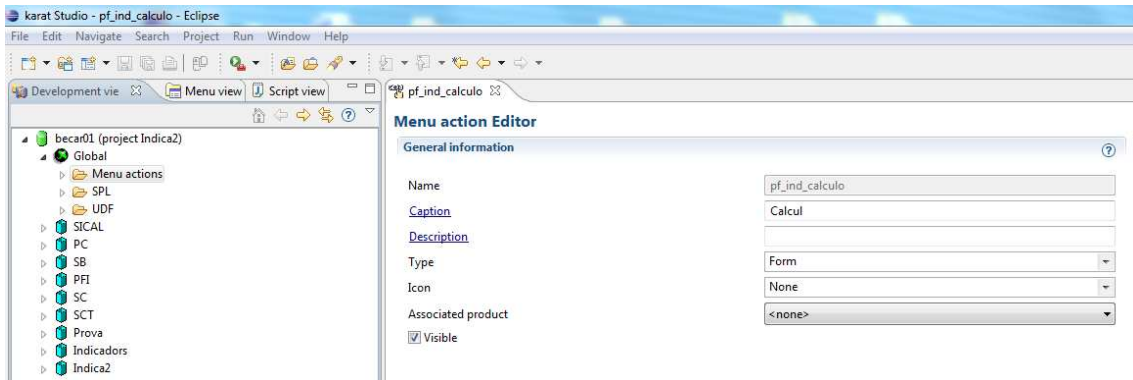 karat Studio - pf_ind_calculo - Eclipse
File Edit Navigate Search Project Run Window Help
Development vie Menu view Script view
pf_ind_calculo
becar01 (project Indica2)
Global
Menu actions
SPL
UDF
SICAL
PC
SB
PFI
SC
SCT
Prova
Indicadors
Indica2
Menu action Editor
General information
Name pf_ind_calculo
Caption Calcul
Description
Type Form
Icon None
Associated product <none>
Visible